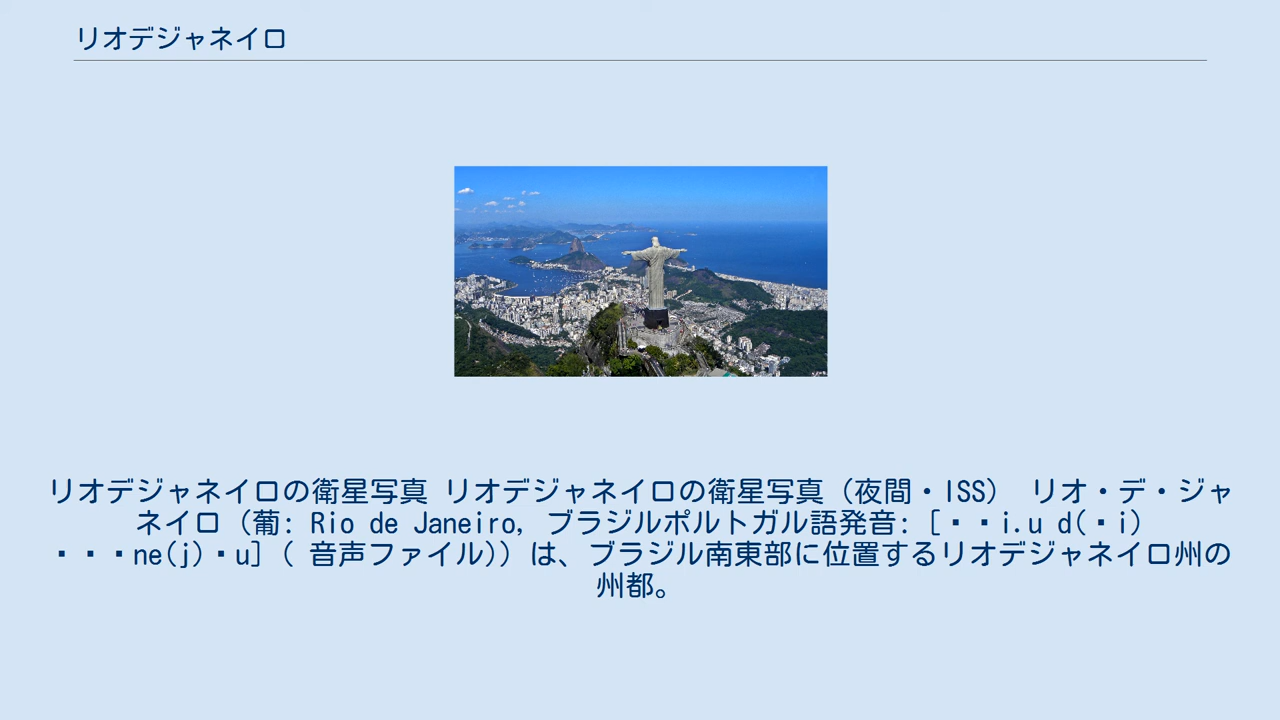 リオデジャネイロ
リオデジャネイロの衛星写真 リオデジャネイロの衛星写真（夜間・ISS） リオ・デ・ジャ
ネイロ（葡: Rio de Janeiro, ブラジルポルトガル語発音: [▪▪i.u d(▪i)
▪▪▪ne(j)▪u] ( 音声ファイル)）は、ブラジル南東部に位置するリオデジャネイロ州の
州都。